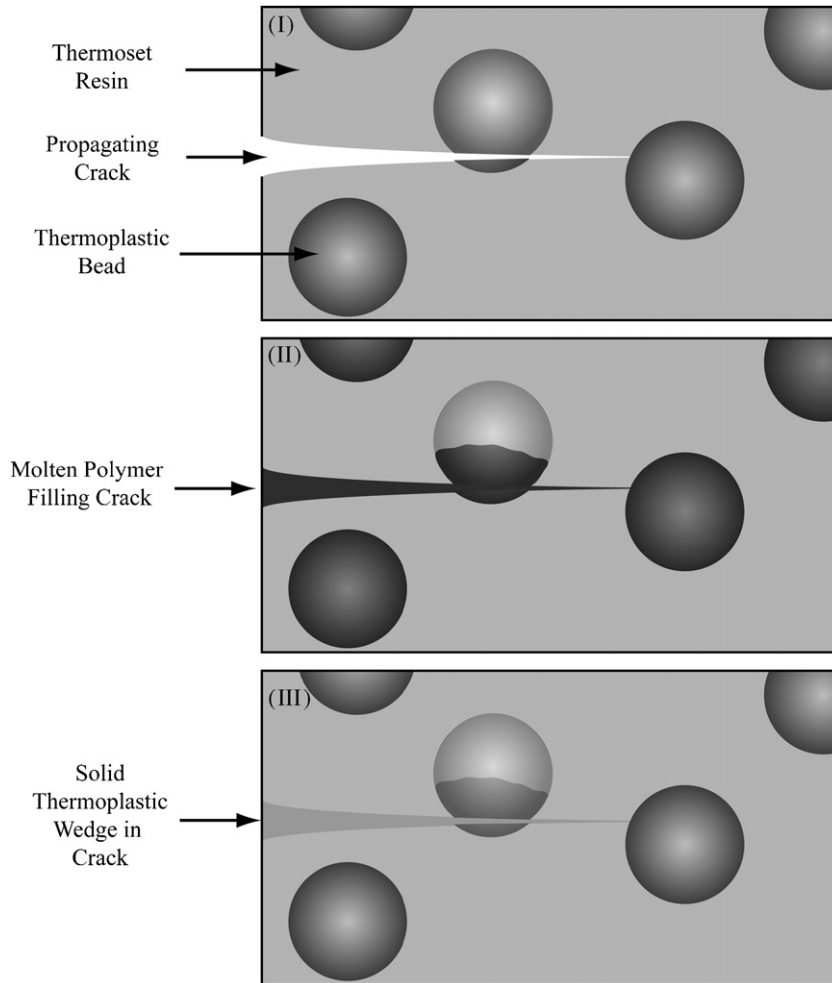 (I)
Thermoset
Resin
Propagating
Crack
Thermoplastic
Bead
(II)
Molten Polymer
Filling Crack
(III)
Solid
Thermoplastic
Wedge in
Crack